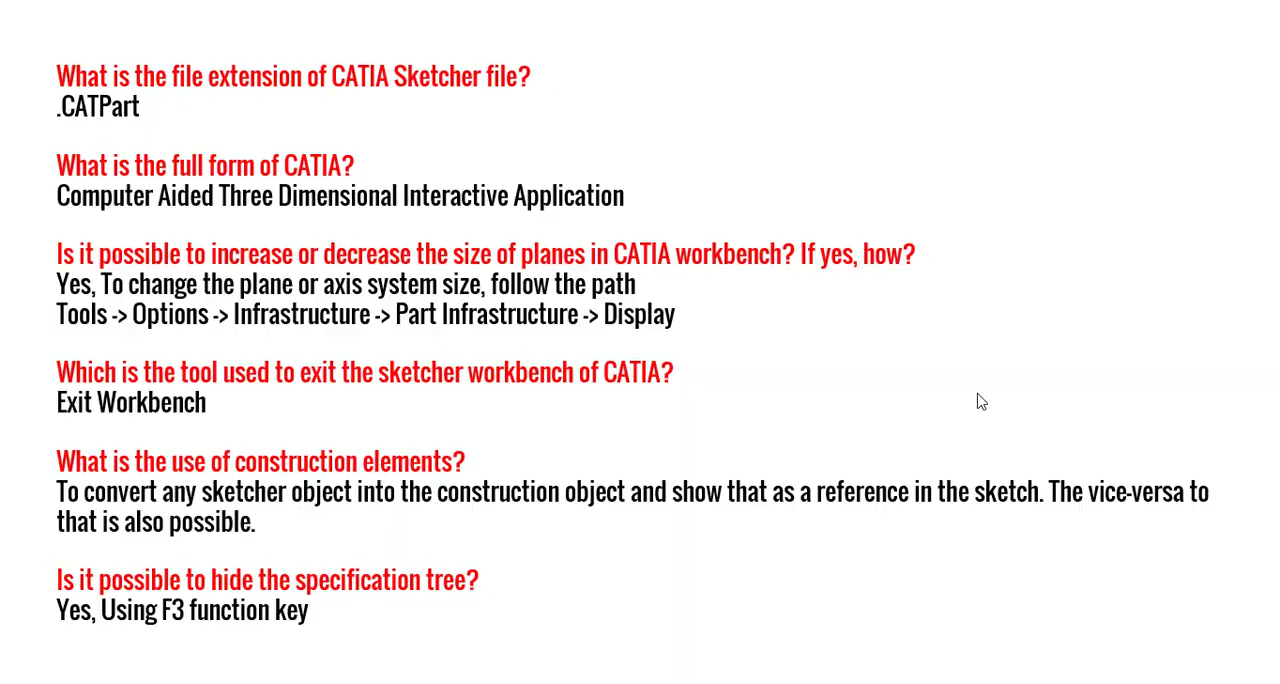 What is the file extension of CATIA Sketcher file?
.CATPart
What is the full form of CATIA?
Computer Aided Three Dimensional Interactive Application
Is it possible to increase or decrease the size of planes in CATIA workbench? If yes, how?
Yes, To change the plane or axis system size, follow the path
Tools -> Options -> Infrastructure -> Part Infrastructure -> Display
Which is the tool used to exit the sketcher workbench of CATIA?
Exit Workbench
What is the use of construction elements?
To convert any sketcher object into the construction object and show that as a reference in the sketch. The vice-versa to
that is also possible.
Is it possible to hide the specification tree?
Yes, Using F3 function key